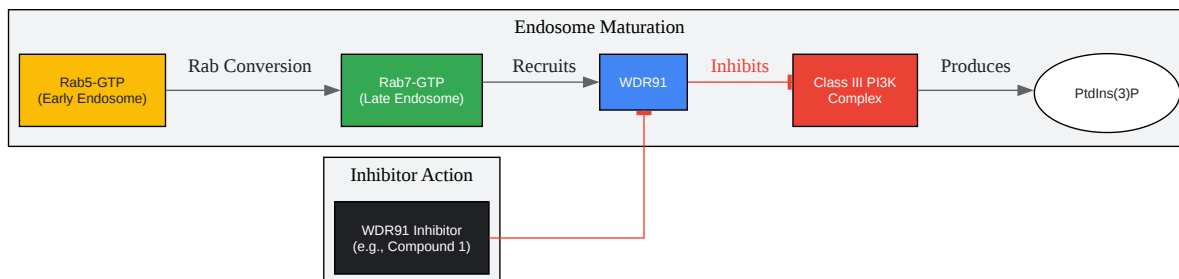 Endosome Maturation
Rab5-GTP
(Early Endosome)
Rab Conversion
Rab7-GTP
(Late Endosome)
Recruits
WDR91
Inhibits
Class III PI3K
Complex
Produces
PtdIns(3)P
Inhibitor Action
WDR91 Inhibitor
(e.g., Compound 1)